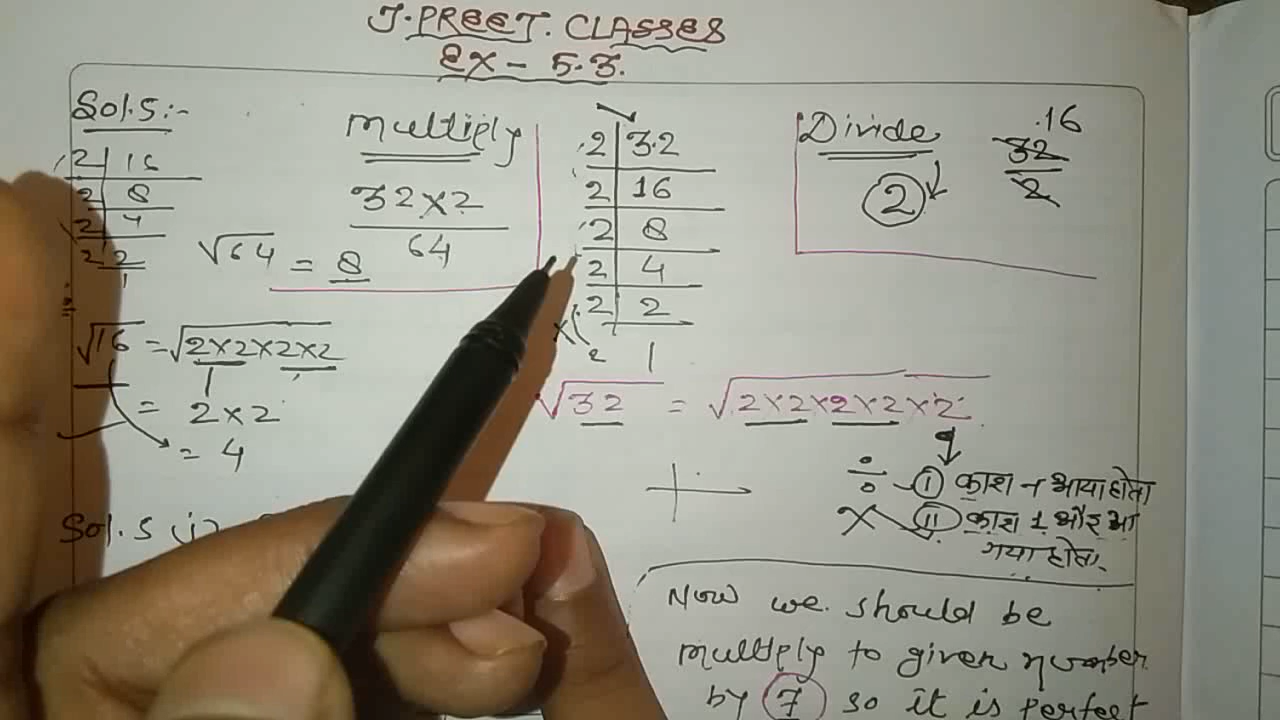 J.PREET. CLASSES
EX - 5.3.
Sol.5:-
2 | 16
2 | 8
2 | 4
2 | 2
1
√16 = √2×2×2×2
= 2×2
= 4
Multiply
32×2
64
√64 = 8
2 | 32
2 | 16
2 | 8
2 | 4
2 | 2
× 2 1
Divide
2
16
32
2
√32 = √2×2×2×2×2
÷ (I) काश न आया होता
× (II) काश 1 और आ
गया होता.
Sol.5 (i)
Now we should be
multiply to given number
by 7 so it is perfect